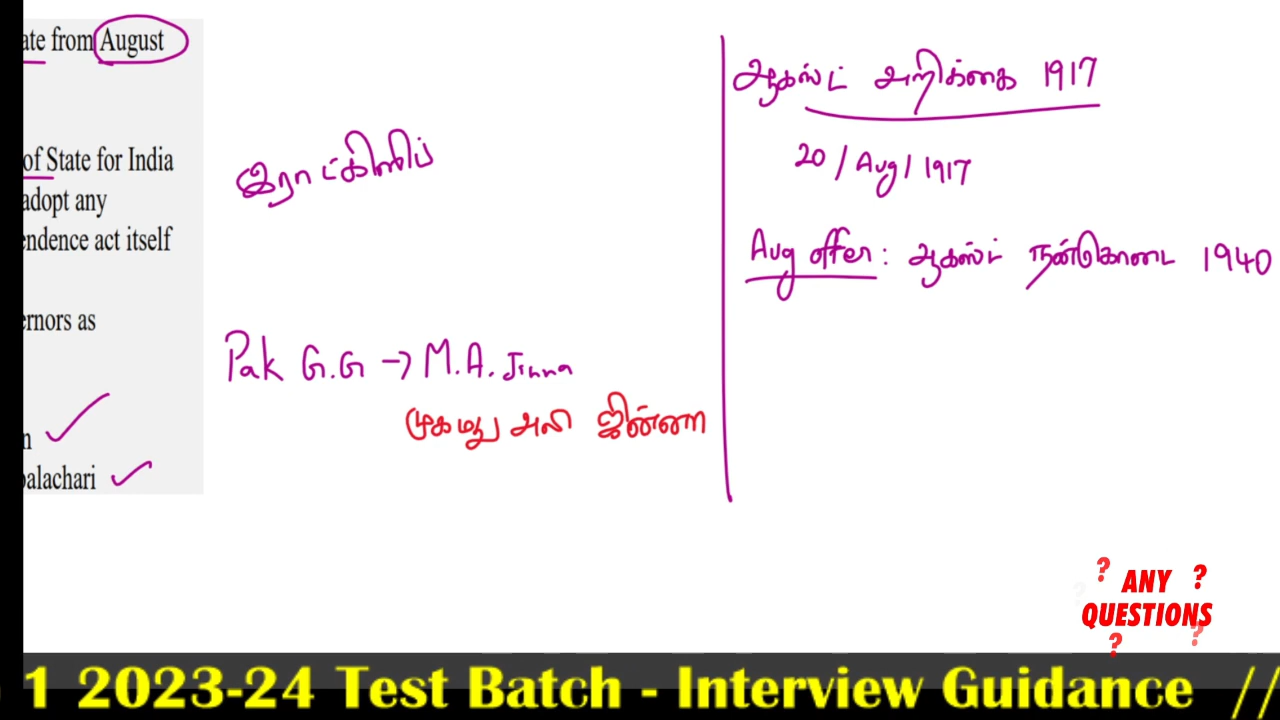 ate from August
of State for India
adopt any
endence act itself
ernors as
n
palachari
இராட்கிளிப்
Pak G.G → M.A. Jinna
முகமது அலி ஜின்னா
ஆகஸ்ட் அறிக்கை 1917
20/Aug/1917
Aug offer : ஆகஸ்ட் நன்கொடை 1940
? ANY ?
QUESTIONS
? ?
1 2023-24 Test Batch - Interview Guidance //